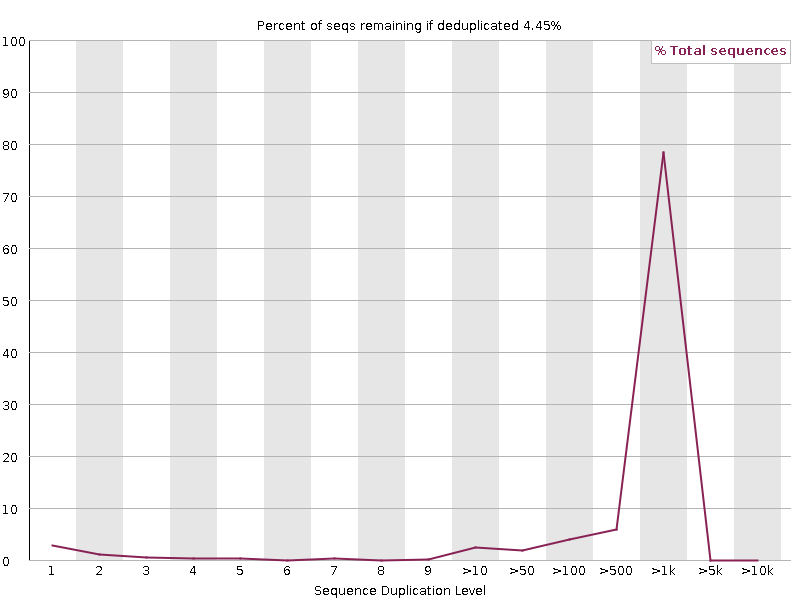 Percent of seqs remaining if deduplicated 4.45%
% Total sequences
100
90
80
70
60
50
40
30
20
10
0
1 2 3 4 5 6 7 8 9 >10 >50 >100 >500 >1k >5k >10k
Sequence Duplication Level